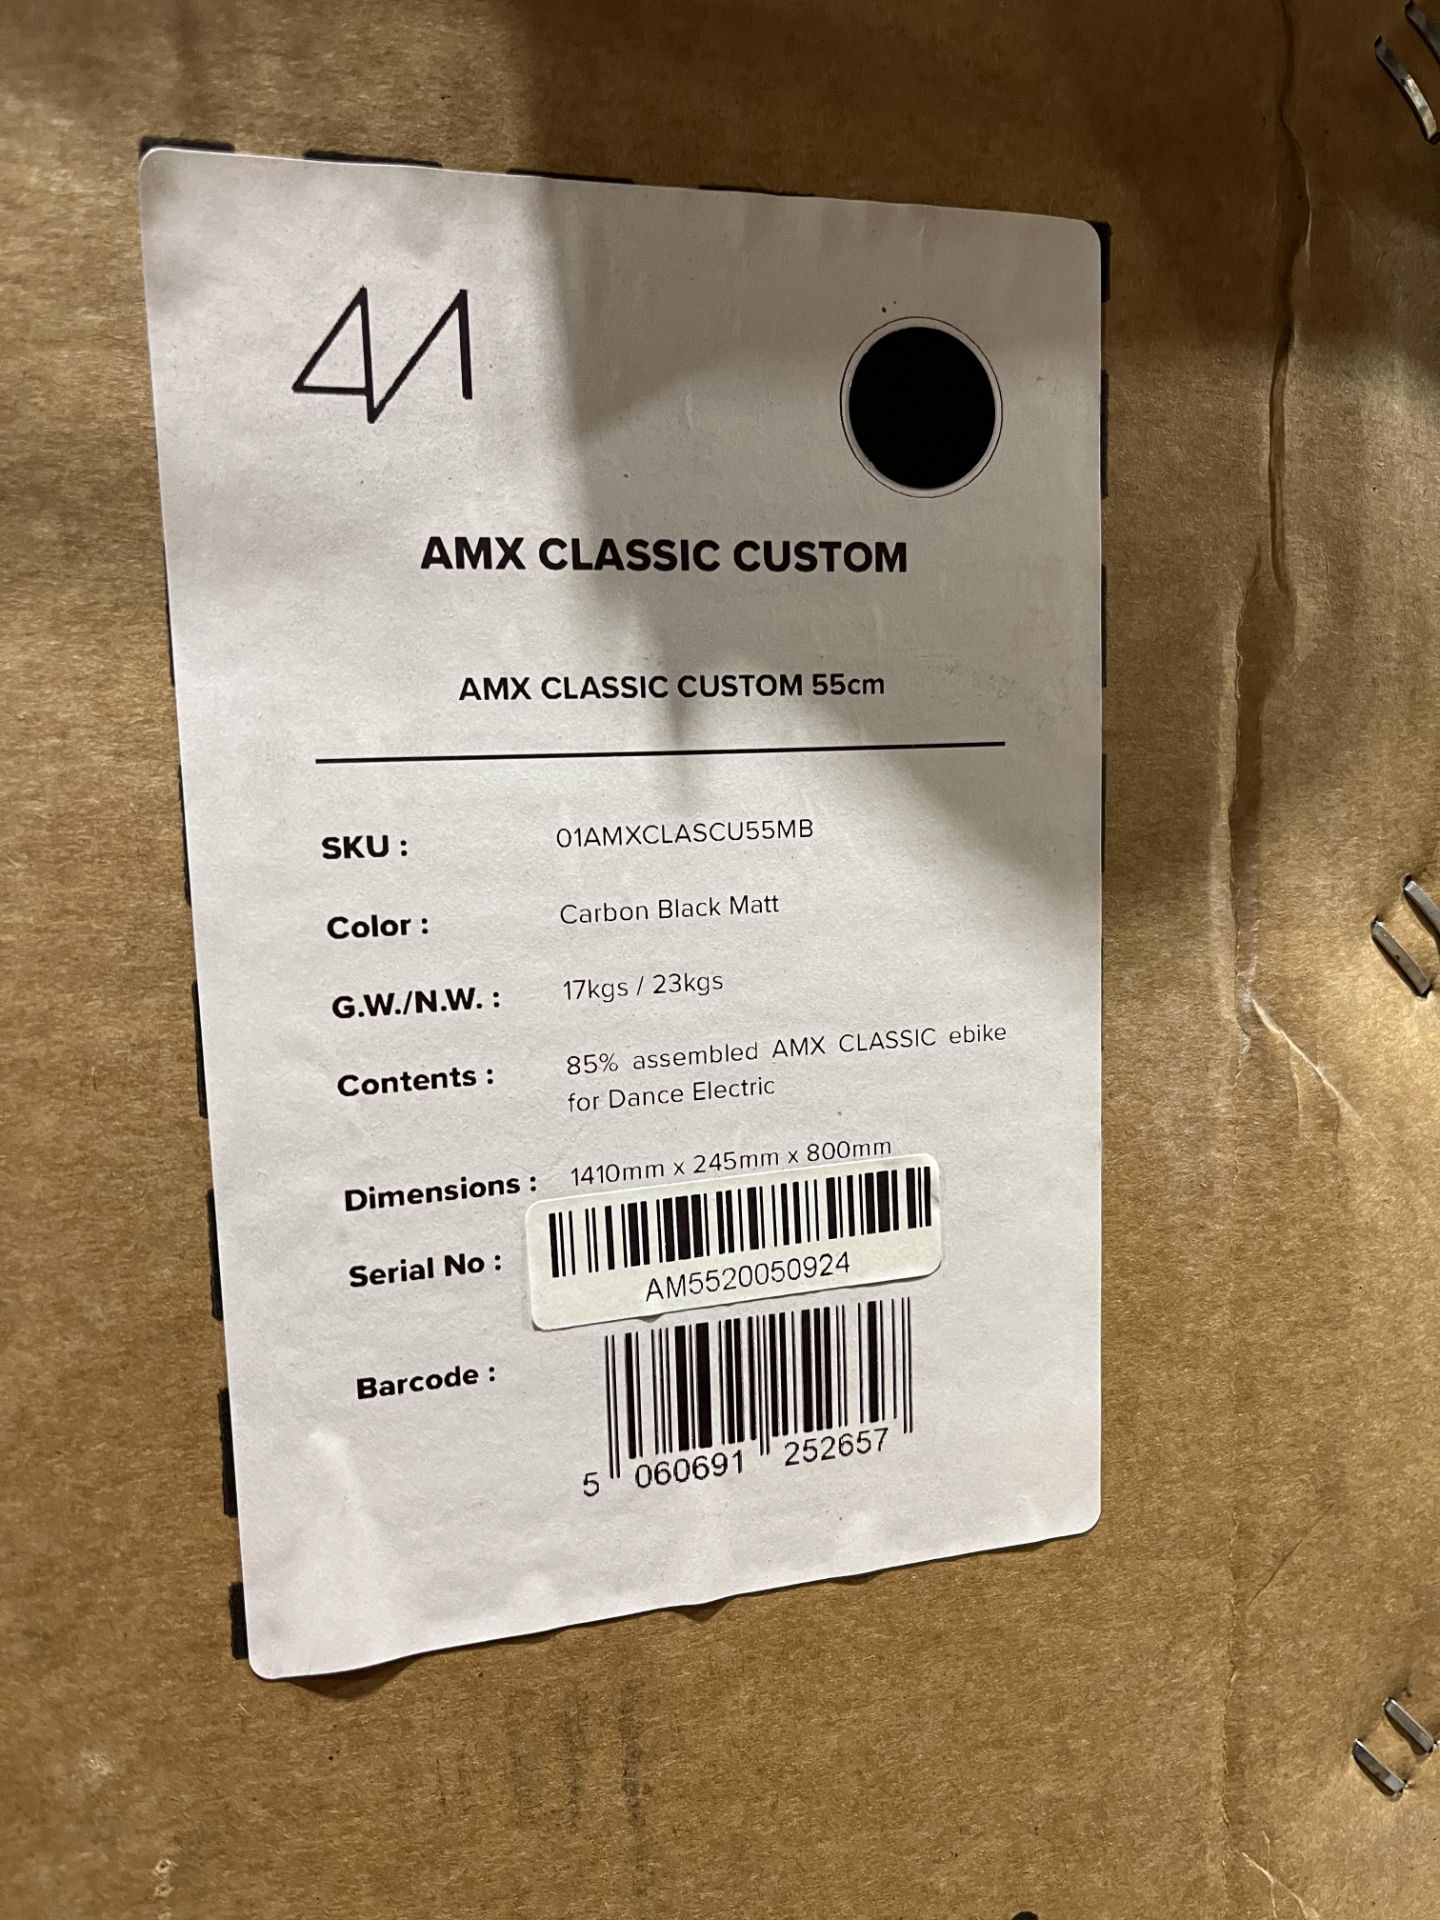 AMX CLASSIC CUSTOM
AMX CLASSIC CUSTOM 55cm
SKU : 01AMXCLASCU55MB
Color : Carbon Black Matt
G.W./N.W. : 17kgs / 23kgs
Contents : 85% assembled AMX CLASSIC ebike
for Dance Electric
Dimensions : 1410mm x 245mm x 800mm
Serial No : AM5520050924
Barcode : 5 060691 252657